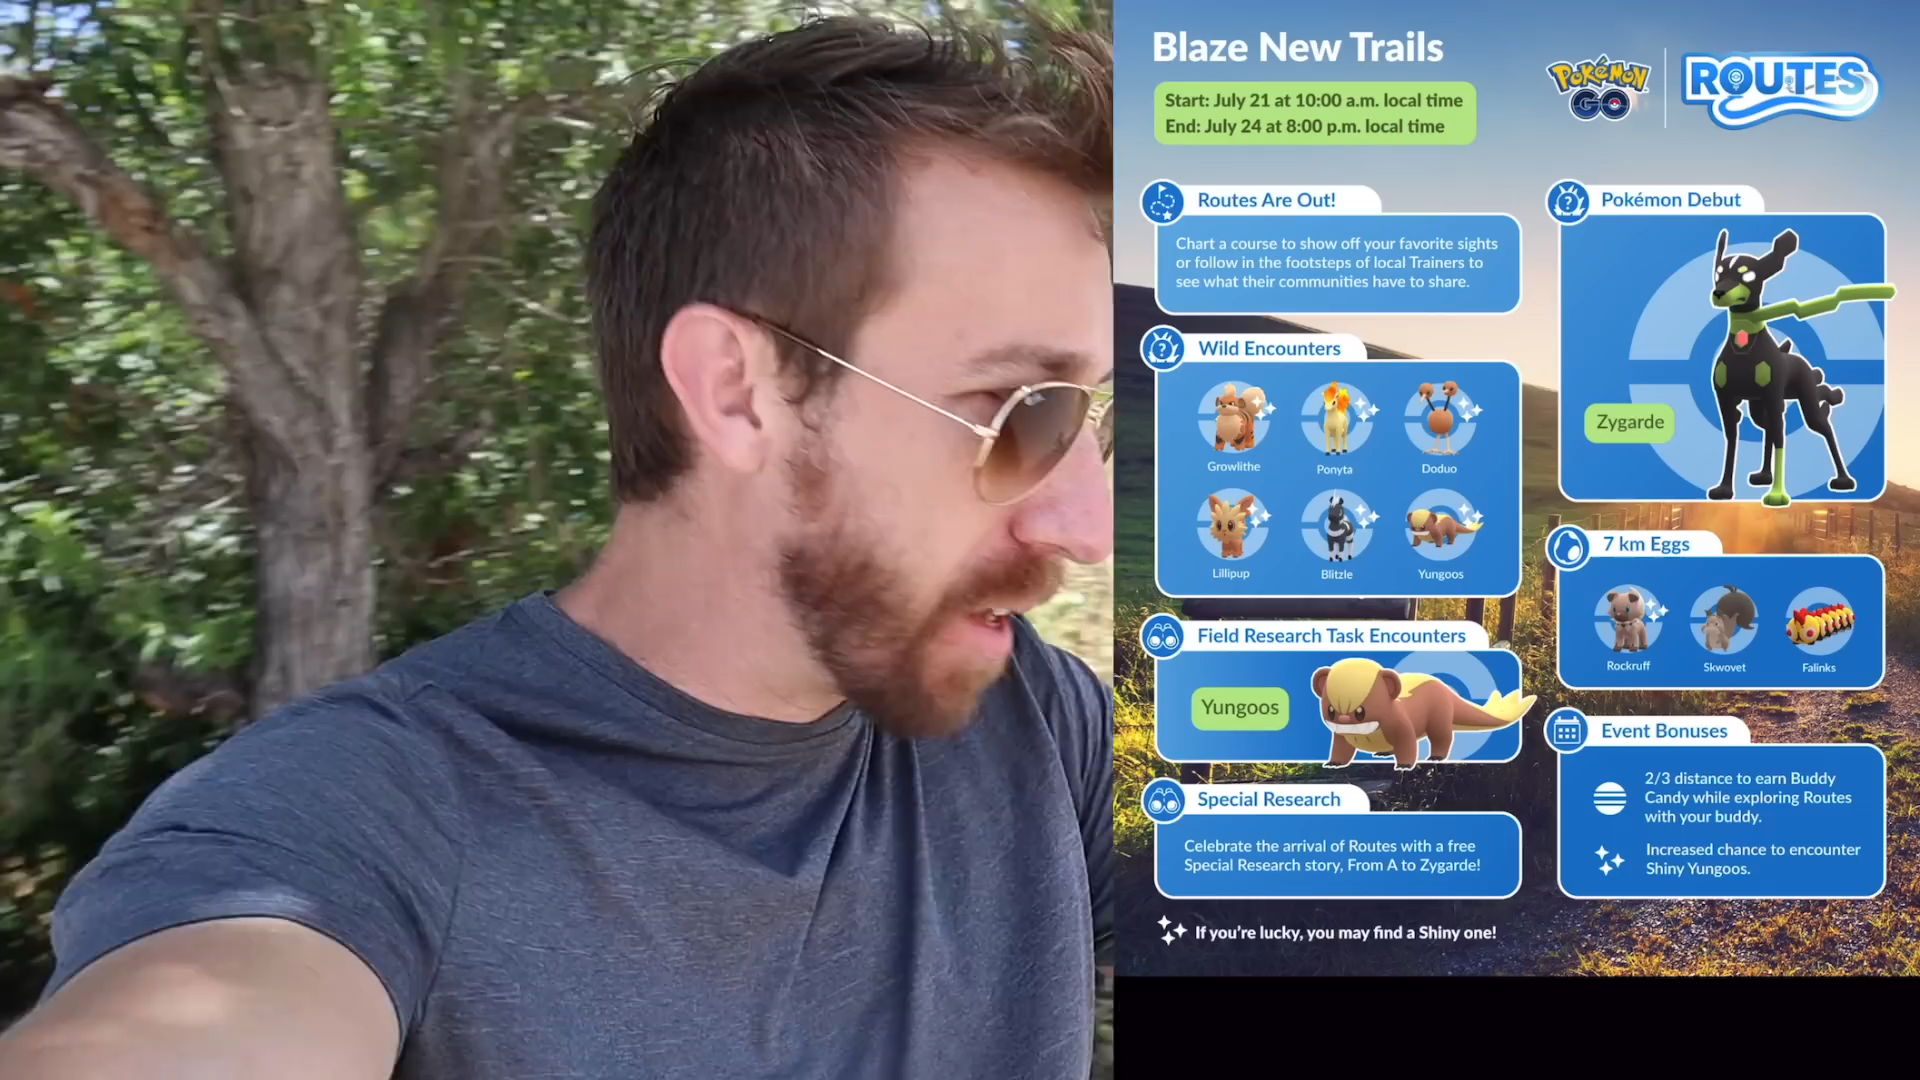 Blaze New Trails
Start: July 21 at 10:00 a.m. local time
End: July 24 at 8:00 p.m. local time
POKÉMON
GO
ROUTES
Routes Are Out!
Chart a course to show off your favorite sights
or follow in the footsteps of local Trainers to
see what their communities have to share.
Wild Encounters
Growlithe
Ponyta
Doduo
Lillipup
Blitzle
Yungoos
Field Research Task Encounters
Yungoos
Special Research
Celebrate the arrival of Routes with a free
Special Research story, From A to Zygarde!
If you're lucky, you may find a Shiny one!
Pokémon Debut
Zygarde
7 km Eggs
Rockruff
Skwovet
Falinks
Event Bonuses
2/3 distance to earn Buddy
Candy while exploring Routes
with your buddy.
Increased chance to encounter
Shiny Yungoos.